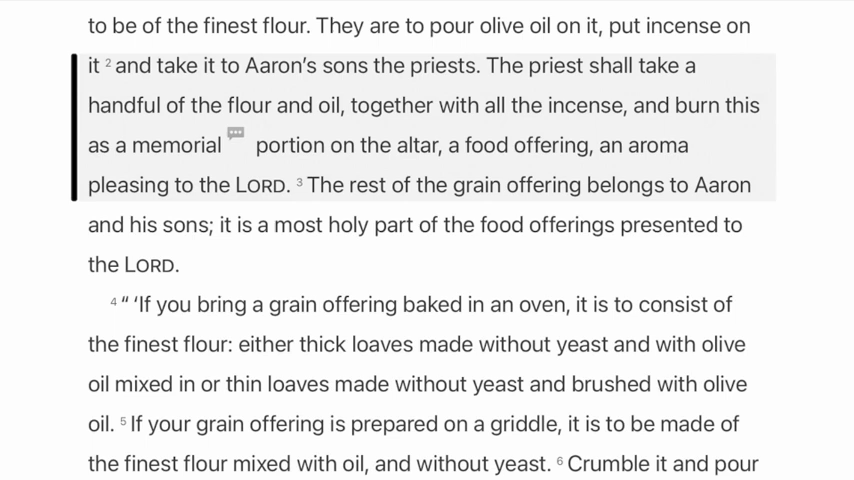 to be of the finest flour. They are to pour olive oil on it, put incense on
it 2 and take it to Aaron’s sons the priests. The priest shall take a
handful of the flour and oil, together with all the incense, and burn this
as a memorial portion on the altar, a food offering, an aroma
pleasing to the LORD. 3 The rest of the grain offering belongs to Aaron
and his sons; it is a most holy part of the food offerings presented to
the LORD.
4 “ ‘If you bring a grain offering baked in an oven, it is to consist of
the finest flour: either thick loaves made without yeast and with olive
oil mixed in or thin loaves made without yeast and brushed with olive
oil. 5 If your grain offering is prepared on a griddle, it is to be made of
the finest flour mixed with oil, and without yeast. 6 Crumble it and pour